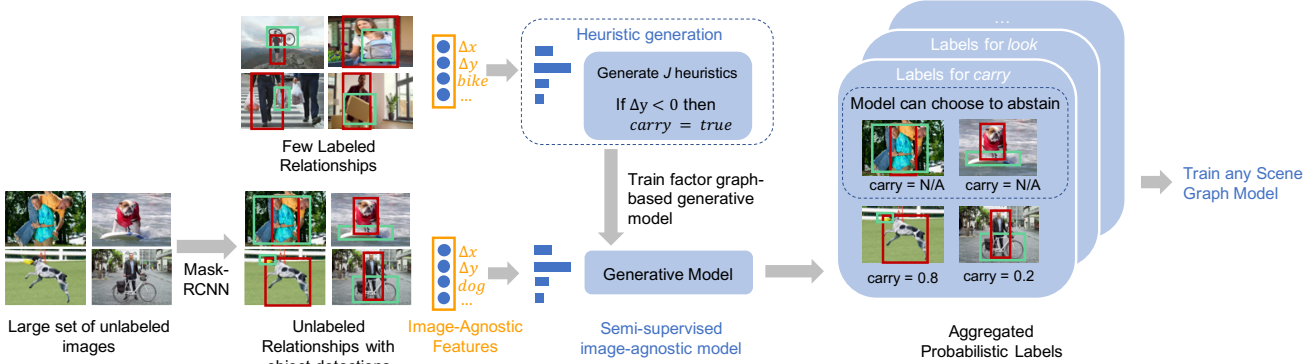 Few Labeled
Relationships
Δx
Δy
bike
...
Heuristic generation
Generate J heuristics
If Δy < 0 then
carry = true
Train factor graph-
based generative
model
Large set of unlabeled
images
Mask-
RCNN
Unlabeled
Relationships with
object detections
Δx
Δy
dog
...
Image-Agnostic
Features
Generative Model
Semi-supervised
image-agnostic model
...
Labels for look
Labels for carry
Model can choose to abstain
carry = N/A
carry = N/A
carry = 0.8
carry = 0.2
Aggregated
Probabilistic Labels
Train any Scene
Graph Model